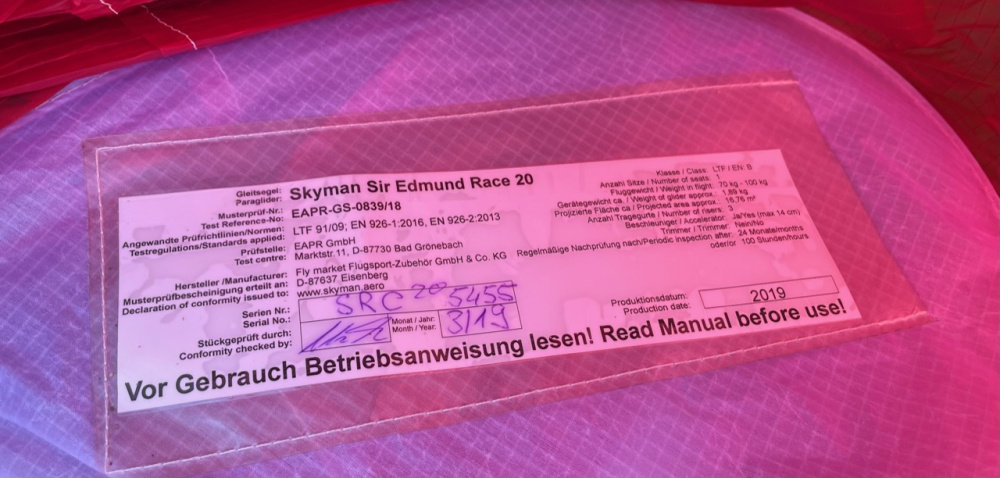 Gleitsegel:
Paraglider:
Skyman Sir Edmund Race 20
Musterprüf-Nr.:
Test Reference-No:
EAPR-GS-0839/18
Angewandte Prüfrichtlinien/Normen:
Testregulations/Standards applied:
LTF 91/09; EN 926-1:2016, EN 926-2:2013
Prüfstelle:
Test centre:
EAPR GmbH
Marktstr. 11, D-87730 Bad Grönebach
Hersteller /Manufacturer:
Musterprüfbescheinigung erteilt an:
Declaration of conformity issued to:
Fly market Flugsport-Zubehör GmbH & Co. KG
D-87637 Eisenberg
www.skyman.aero
Serien Nr.:
Serial No.:
SRC 20 5455
Stückgeprüft durch:
Conformity checked by:
Monat / Jahr:
Month / Year:
3/19
Klasse / Class: LTF / EN: B
Anzahl Sitze / Number of seats: 1
Fluggewicht / Weight in flight: 70 kg - 100 kg
Gerätegewicht ca. / Weight of glider approx.: 1,89 kg
Projizierte Fläche ca / Projected area approx.: 16,76 m²
Anzahl Tragegurte / Number of risers: 3
Beschleuniger / Accelerator: Ja/Yes (max 14 cm)
Trimmer / Trimmer: Nein/No
Regelmäßige Nachprüfung nach/Periodic inspection after: 24 Monate/months
oder/or 100 Stunden/hours
Produktionsdatum:
Production date:
2019
Vor Gebrauch Betriebsanweisung lesen! Read Manual before use!